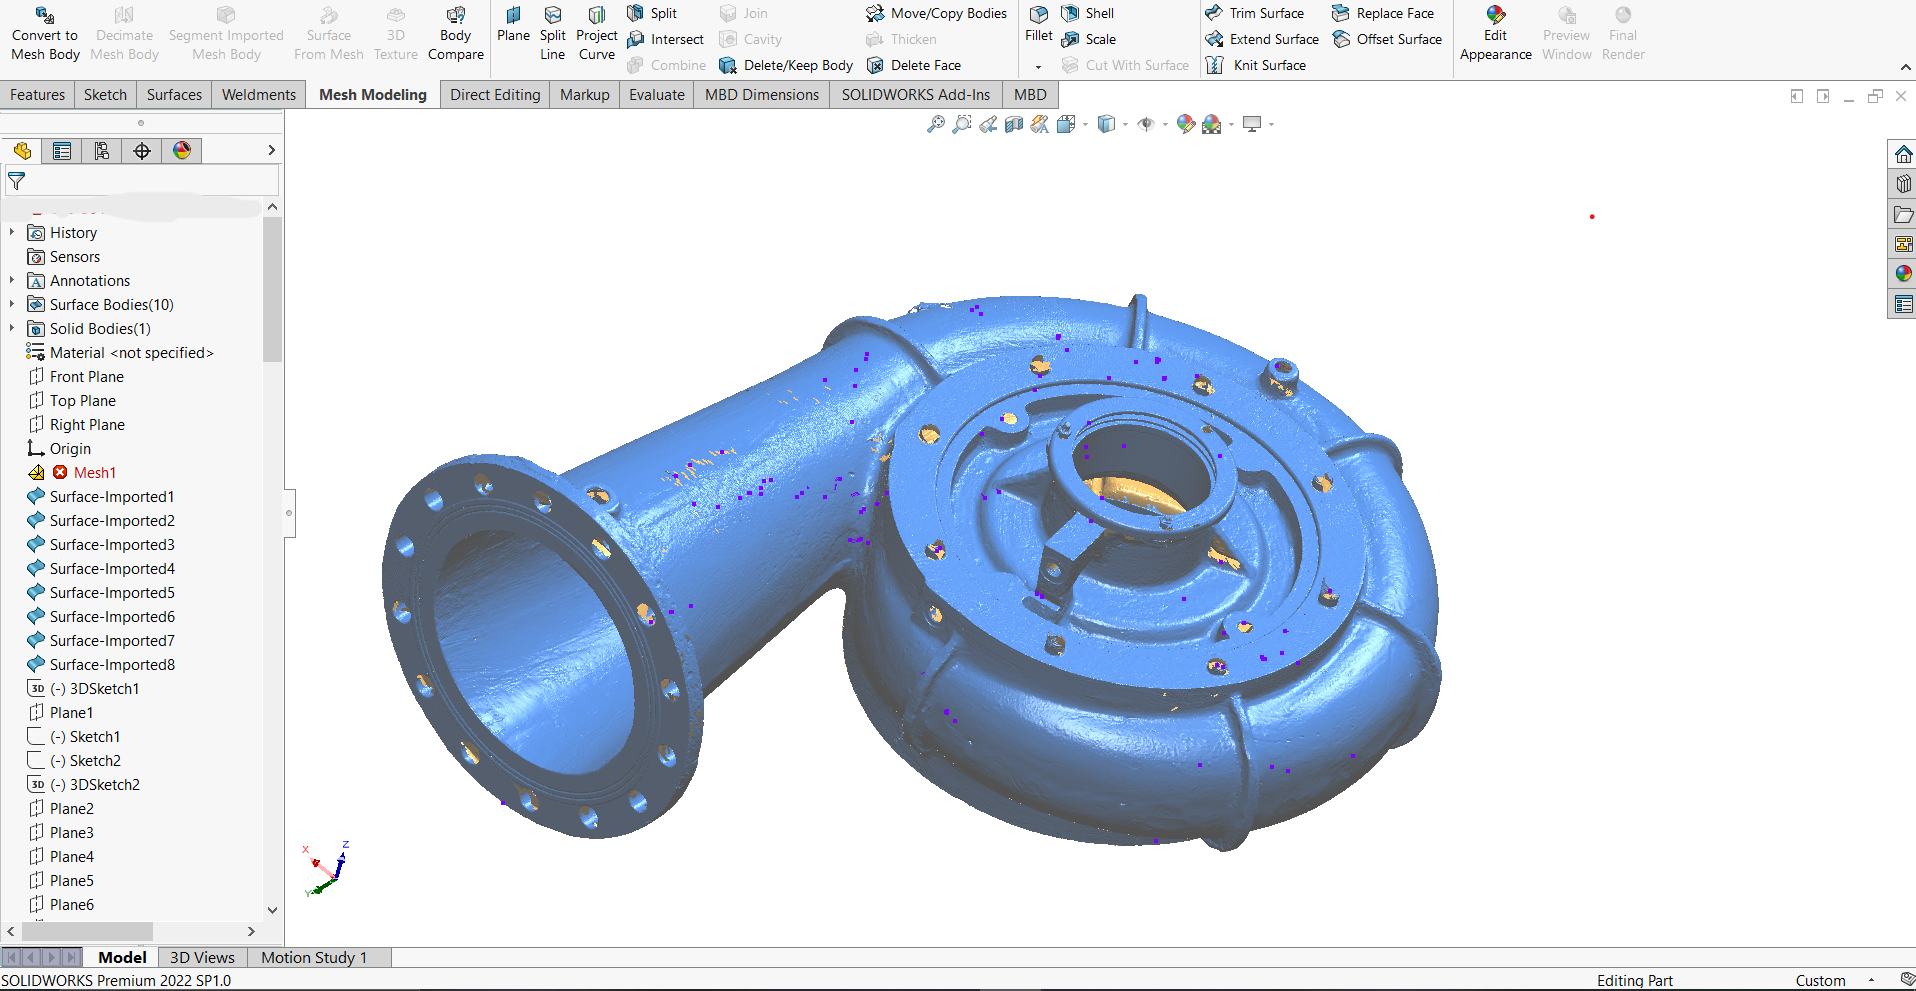 Convert to
Mesh Body
Decimate
Mesh Body
Segment Imported
Mesh Body
Surface
From Mesh
3D
Texture
Body
Compare
Plane
Split
Line
Project
Curve
Split
Intersect
Combine
Join
Cavity
Delete/Keep Body
Move/Copy Bodies
Thicken
Delete Face
Fillet
Shell
Scale
Cut With Surface
Trim Surface
Extend Surface
Knit Surface
Replace Face
Offset Surface
Edit
Appearance
Preview
Window
Final
Render
Features Sketch Surfaces Weldments Mesh Modeling Direct Editing Markup Evaluate MBD Dimensions SOLIDWORKS Add-Ins MBD
History
Sensors
A Annotations
Surface Bodies(10)
Solid Bodies(1)
Material <not specified>
Front Plane
Top Plane
Right Plane
Origin
Mesh1
Surface-Imported1
Surface-Imported2
Surface-Imported3
Surface-Imported4
Surface-Imported5
Surface-Imported6
Surface-Imported7
Surface-Imported8
3D (-) 3DSketch1
Plane1
(-) Sketch1
(-) Sketch2
3D (-) 3DSketch2
Plane2
Plane3
Plane4
Plane5
Plane6
X
Z
Y
Model 3D Views Motion Study 1
SOLIDWORKS Premium 2022 SP1.0 Editing Part Custom